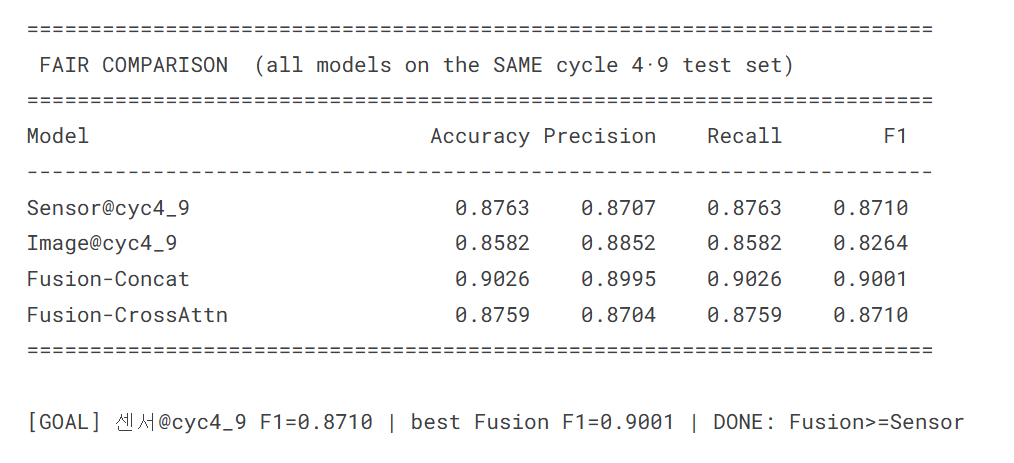 ========================================================================
FAIR COMPARISON  (all models on the SAME cycle 4·9 test set)
========================================================================
Model                           Accuracy Precision    Recall        F1
------------------------------------------------------------------------
Sensor@cyc4_9                     0.8763    0.8707    0.8763    0.8710
Image@cyc4_9                      0.8582    0.8852    0.8582    0.8264
Fusion-Concat                     0.9026    0.8995    0.9026    0.9001
Fusion-CrossAttn                  0.8759    0.8704    0.8759    0.8710
========================================================================
[GOAL] 센서@cyc4_9 F1=0.8710 | best Fusion F1=0.9001 | DONE: Fusion>=Sensor